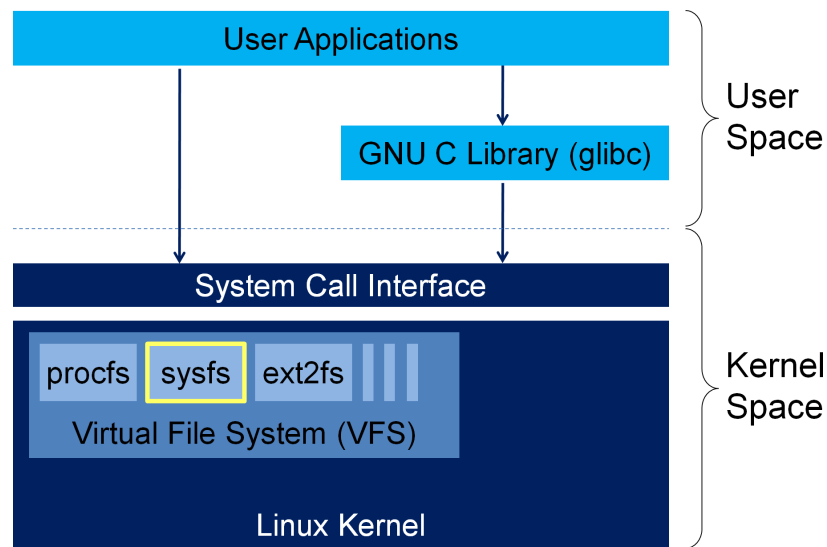 User Applications
GNU C Library (glibc)
User
Space
System Call Interface
procfs
sysfs
ext2fs
Virtual File System (VFS)
Linux Kernel
Kernel
Space